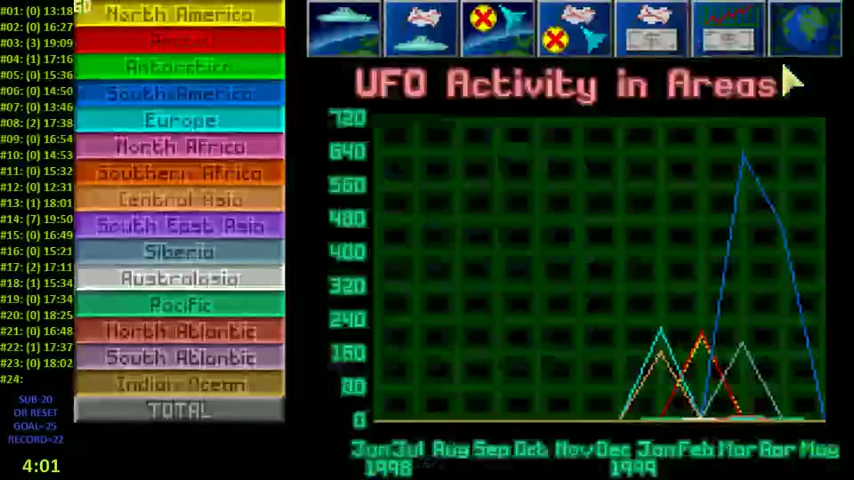 #01: (0) 13:18
#02: (0) 16:27
#03: (3) 19:09
#04: (1) 17:16
#05: (0) 15:36
#06: (0) 14:50
#07: (0) 13:46
#08: (2) 17:38
#09: (0) 16:54
#10: (0) 14:53
#11: (0) 15:32
#12: (0) 12:31
#13: (1) 18:01
#14: (7) 19:50
#15: (0) 16:49
#16: (0) 15:21
#17: (2) 17:11
#18: (1) 15:34
#19: (0) 17:34
#20: (0) 18:25
#21: (0) 16:48
#22: (1) 17:37
#23: (0) 18:02
#24:
SUB-20
OR RESET
GOAL=25
RECORD=22
4:01
North America
Arctic
Antarctica
South America
Europe
North Africa
Southern Africa
Central Asia
South East Asia
Siberia
Australasia
Pacific
North Atlantic
South Atlantic
Indian Ocean
TOTAL
UFO Activity in Areas
720
640
560
480
400
320
240
160
80
0
Jun Jul Aug Sep Oct Nov Dec Jan Feb Mar Apr May
1998 1999